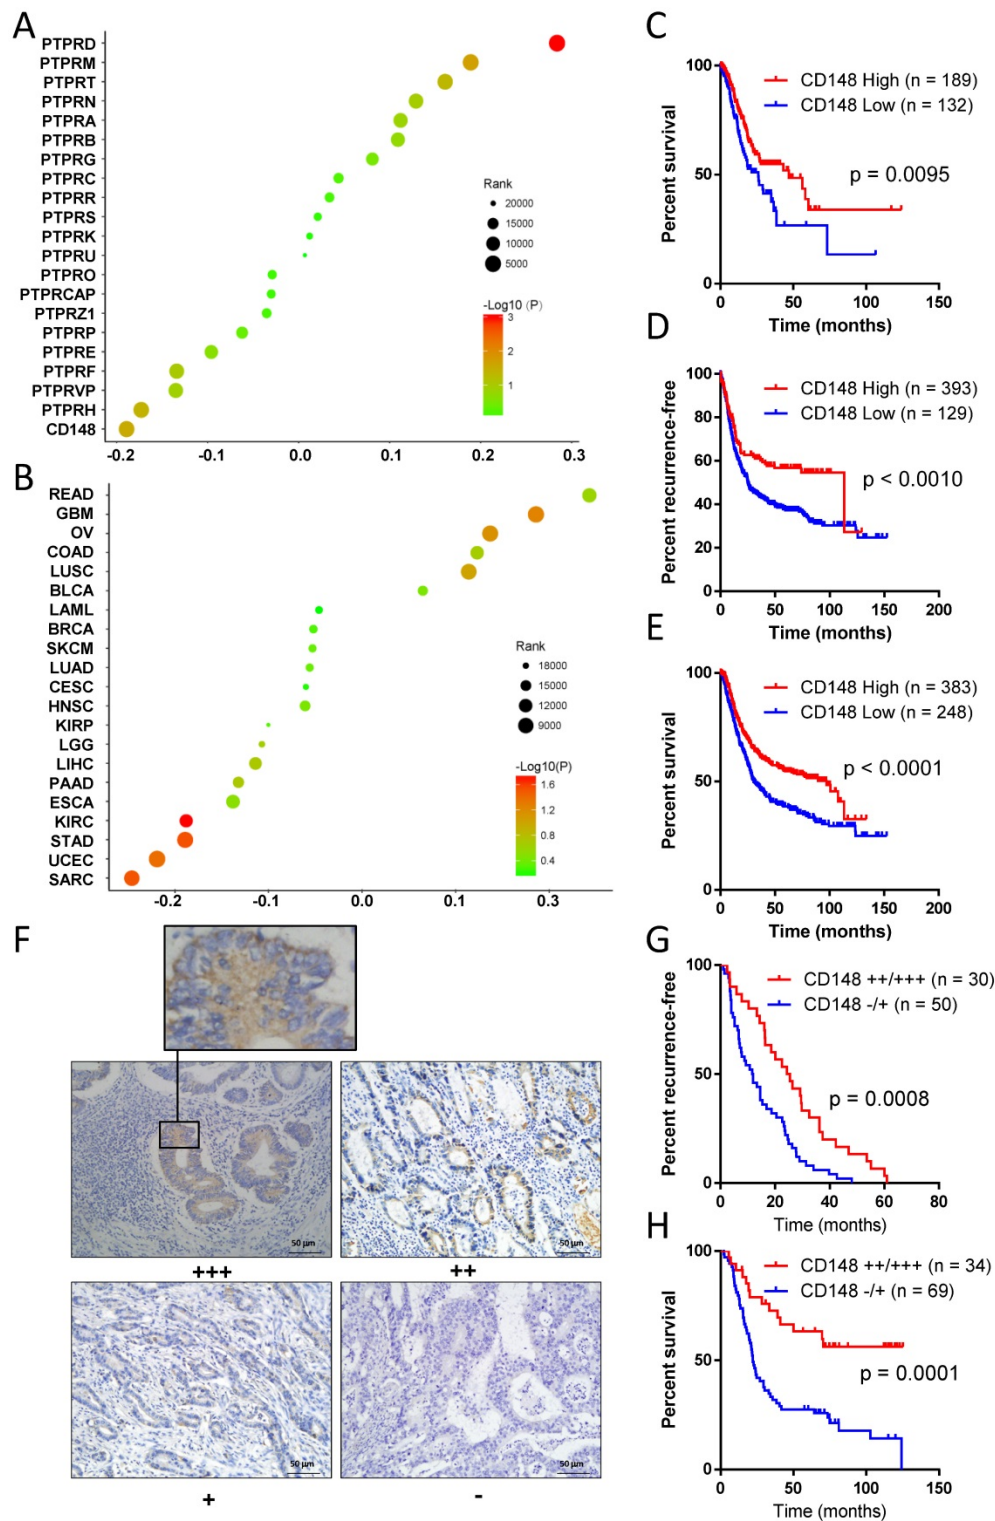 A
PTPRD
PTPRM
PTPRT
PTPRN
PTPRA
PTPRB
PTPRG
PTPRC
PTPRR
PTPRS
PTPRK
PTPRU
PTPRO
PTPRCAP
PTPRZ1
PTPRP
PTPRE
PTPRF
PTPRVP
PTPRH
CD148
Rank
20000
15000
10000
5000
-Log10 (P)
3
2
1
-0.2 -0.1 0.0 0.1 0.2 0.3
B
READ
GBM
OV
COAD
LUSC
BLCA
LAML
BRCA
SKCM
LUAD
CESC
HNSC
KIRP
LGG
LIHC
PAAD
ESCA
KIRC
STAD
UCEC
SARC
Rank
18000
15000
12000
9000
-Log10(P)
1.6
1.2
0.8
0.4
-0.2 -0.1 0.0 0.1 0.3
C
Percent survival
100
50
0
CD148 High (n = 189)
CD148 Low (n = 132)
p = 0.0095
0 50 100 150
Time (months)
D
Percent recurrence-free
100
80
60
40
20
0
CD148 High (n = 393)
CD148 Low (n = 129)
p < 0.0010
0 50 100 150 200
Time (months)
E
Percent survival
100
50
0
CD148 High (n = 383)
CD148 Low (n = 248)
p < 0.0001
0 50 100 150 200
Time (months)
F
50 μm
+++
50 μm
++
50 μm
+
50 μm
-
G
Percent recurrence-free
100
50
0
CD148 ++/+++ (n = 30)
CD148 -/+ (n = 50)
p = 0.0008
0 20 40 60 80
Time (months)
H
Percent survival
100
50
0
CD148 ++/+++ (n = 34)
CD148 -/+ (n = 69)
p = 0.0001
0 50 100 150
Time (months)